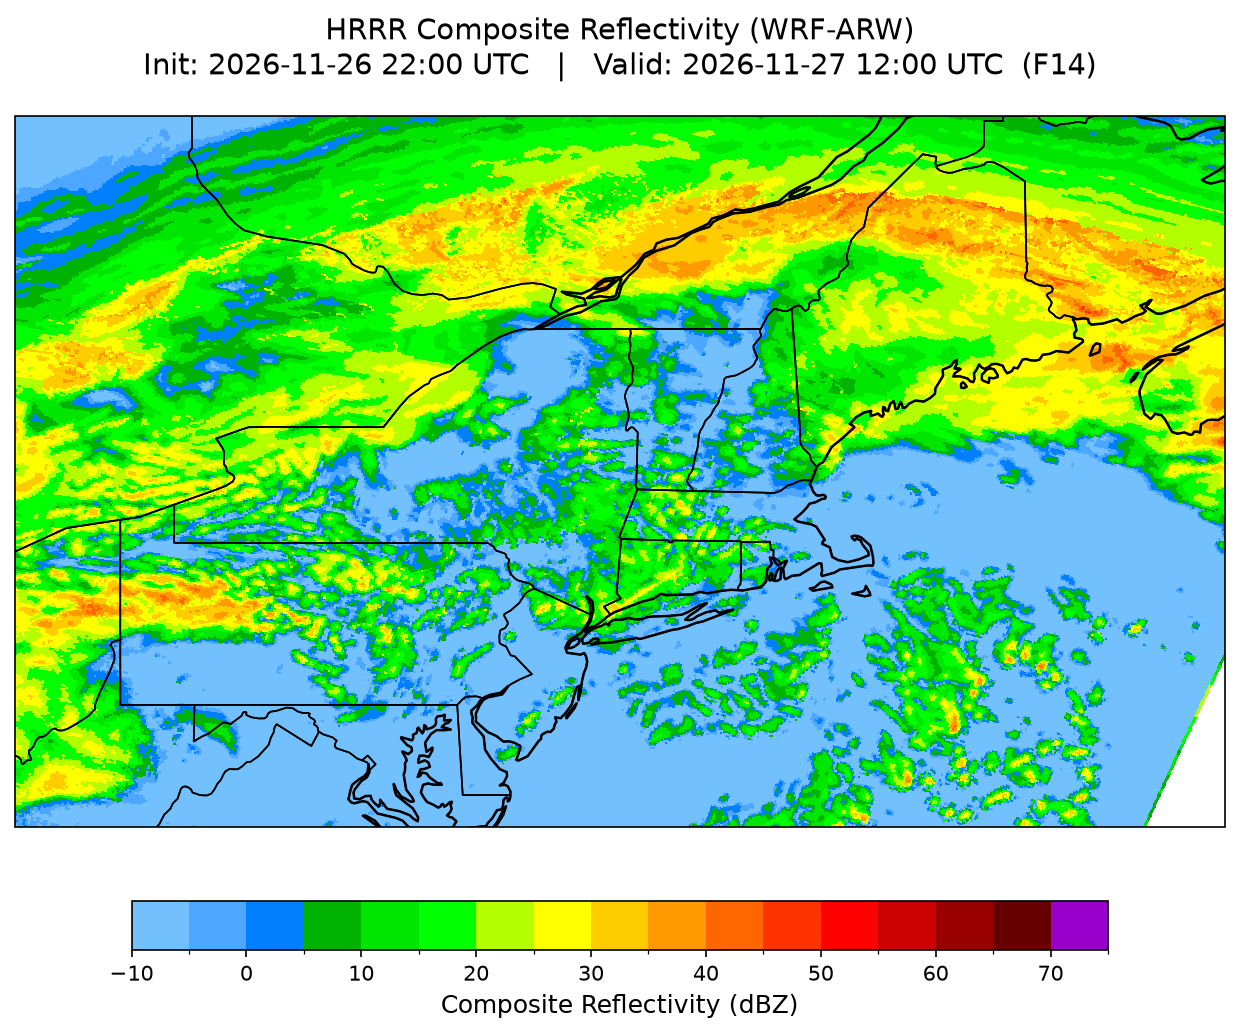 HRRR Composite Reflectivity (WRF-ARW)
Init: 2026-11-26 22:00 UTC   |   Valid: 2026-11-27 12:00 UTC  (F14)
−10 0 10 20 30 40 50 60 70
Composite Reflectivity (dBZ)